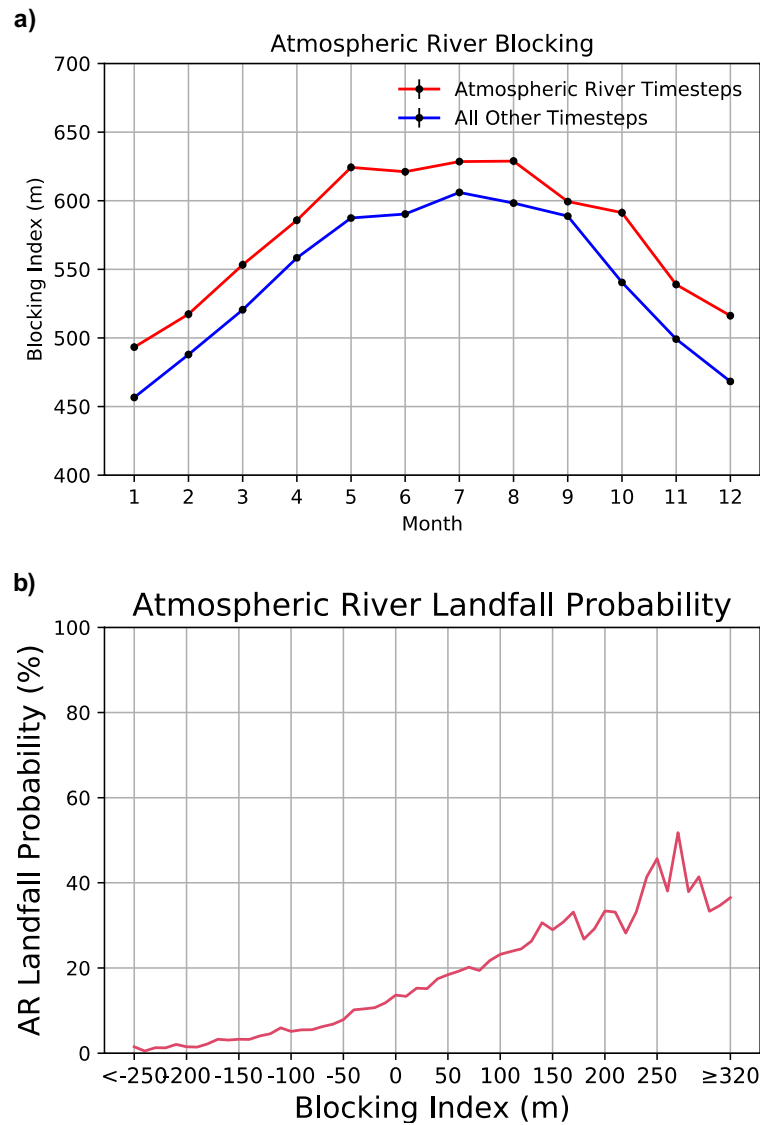 a)
Atmospheric River Blocking
700
650
600
550
500
450
400
Blocking Index (m)
Atmospheric River Timesteps
All Other Timesteps
1 2 3 4 5 6 7 8 9 10 11 12
Month
b)
Atmospheric River Landfall Probability
100
80
60
40
20
0
AR Landfall Probability (%)
<-250 -200 -150 -100 -50 0 50 100 150 200 250 ≥320
Blocking Index (m)